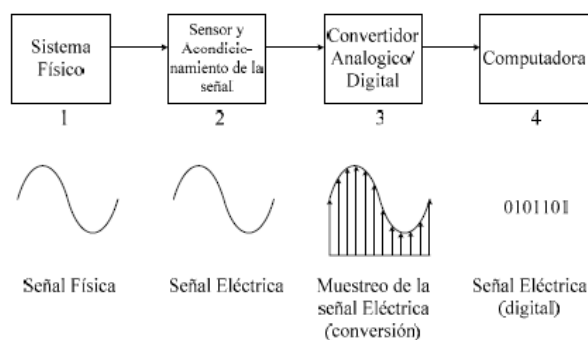 Sistema
Físico
Sensor y
Acondicio-
namiento de la
señal
Convertidor
Analogico/
Digital
Computadora
1
2
3
4
0101101
Señal Física
Señal Eléctrica
Muestreo de la
señal Eléctrica
(conversión)
Señal Eléctrica
(digital)